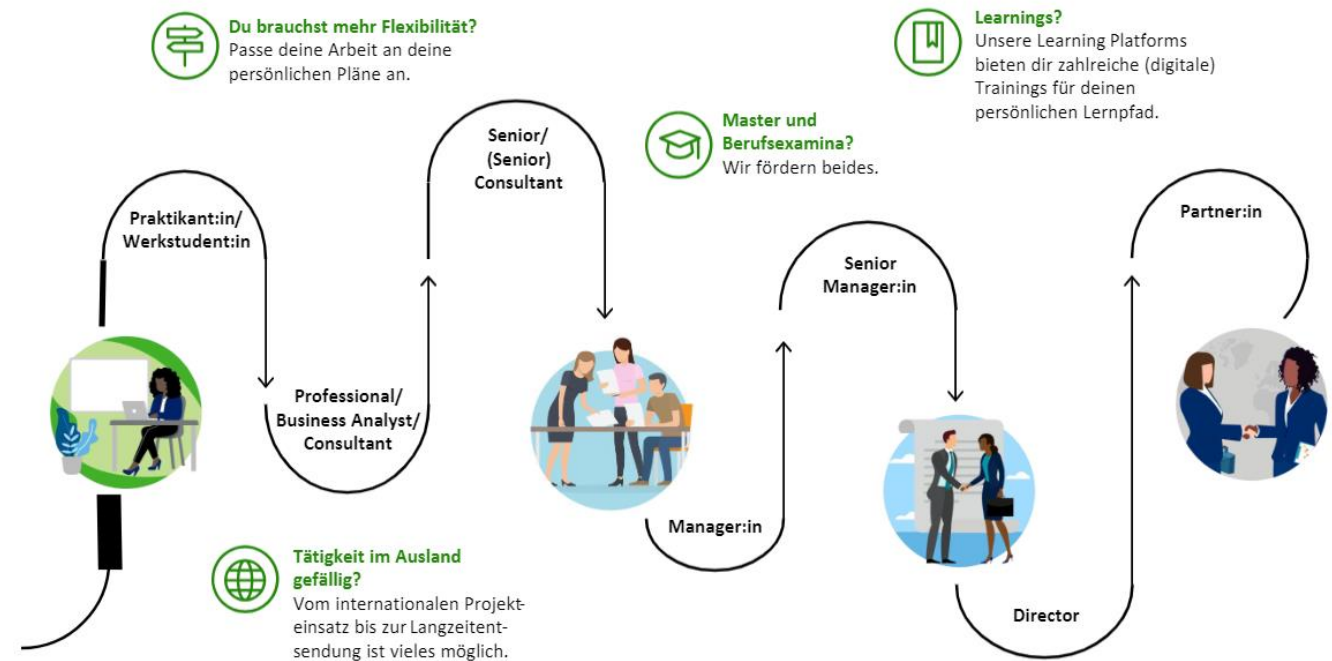 Du brauchst mehr Flexibilität?
Passe deine Arbeit an deine
persönlichen Pläne an.
Learnings?
Unsere Learning Platforms
bieten dir zahlreiche (digitale)
Trainings für deinen
persönlichen Lernpfad.
Master und
Berufsexamina?
Wir fördern beides.
Praktikant:in/
Werkstudent:in
Professional/
Business Analyst/
Consultant
Senior/
(Senior)
Consultant
Manager:in
Senior
Manager:in
Director
Partner:in
Tätigkeit im Ausland
gefällig?
Vom internationalen Projekt-
einsatz bis zur Langzeitent-
sendung ist vieles möglich.